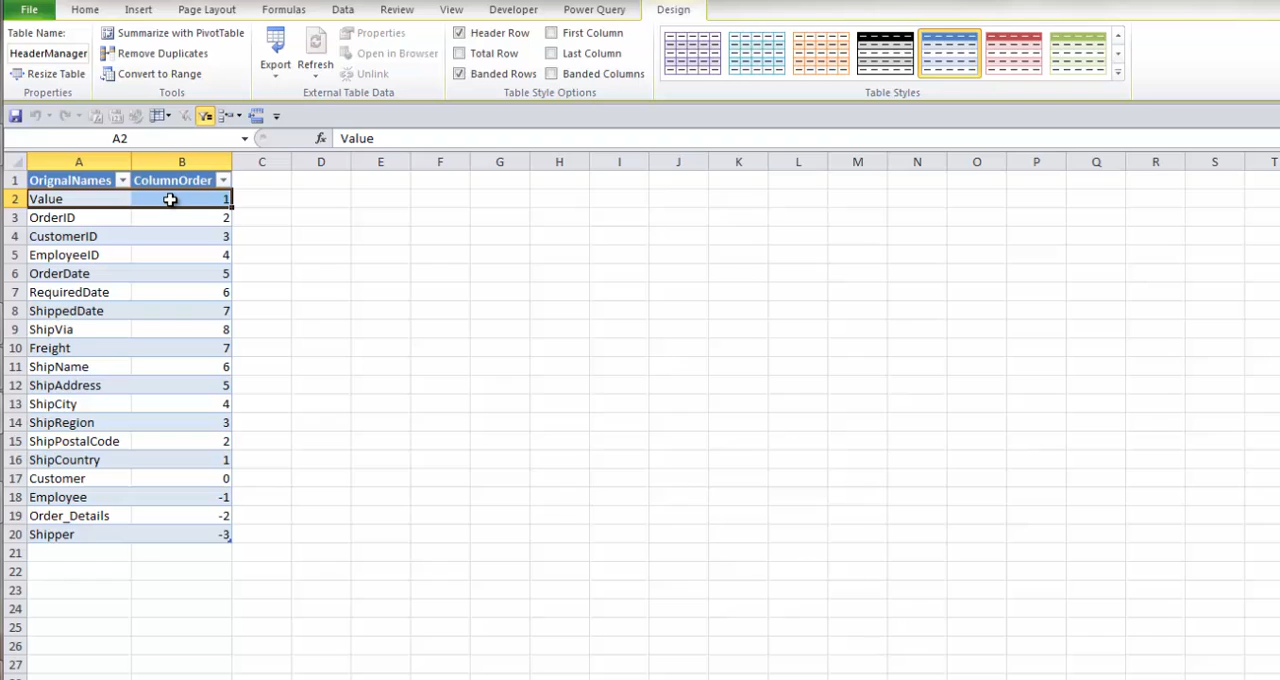 File Home Insert Page Layout Formulas Data Review View Developer Power Query Design
Table Name:
HeaderManager
Resize Table
Properties
Summarize with PivotTable
Remove Duplicates
Convert to Range
Tools
Export Refresh
Properties
Open in Browser
Unlink
External Table Data
Header Row First Column
Total Row Last Column
Banded Rows Banded Columns
Table Style Options
Table Styles
A2 fx Value
A B C D E F G H I J K L M N O P Q R S T
1 OrignalNames ColumnOrder
2 Value 1
3 OrderID 2
4 CustomerID 3
5 EmployeeID 4
6 OrderDate 5
7 RequiredDate 6
8 ShippedDate 7
9 ShipVia 8
10 Freight 7
11 ShipName 6
12 ShipAddress 5
13 ShipCity 4
14 ShipRegion 3
15 ShipPostalCode 2
16 ShipCountry 1
17 Customer 0
18 Employee -1
19 Order_Details -2
20 Shipper -3
21
22
23
24
25
26
27